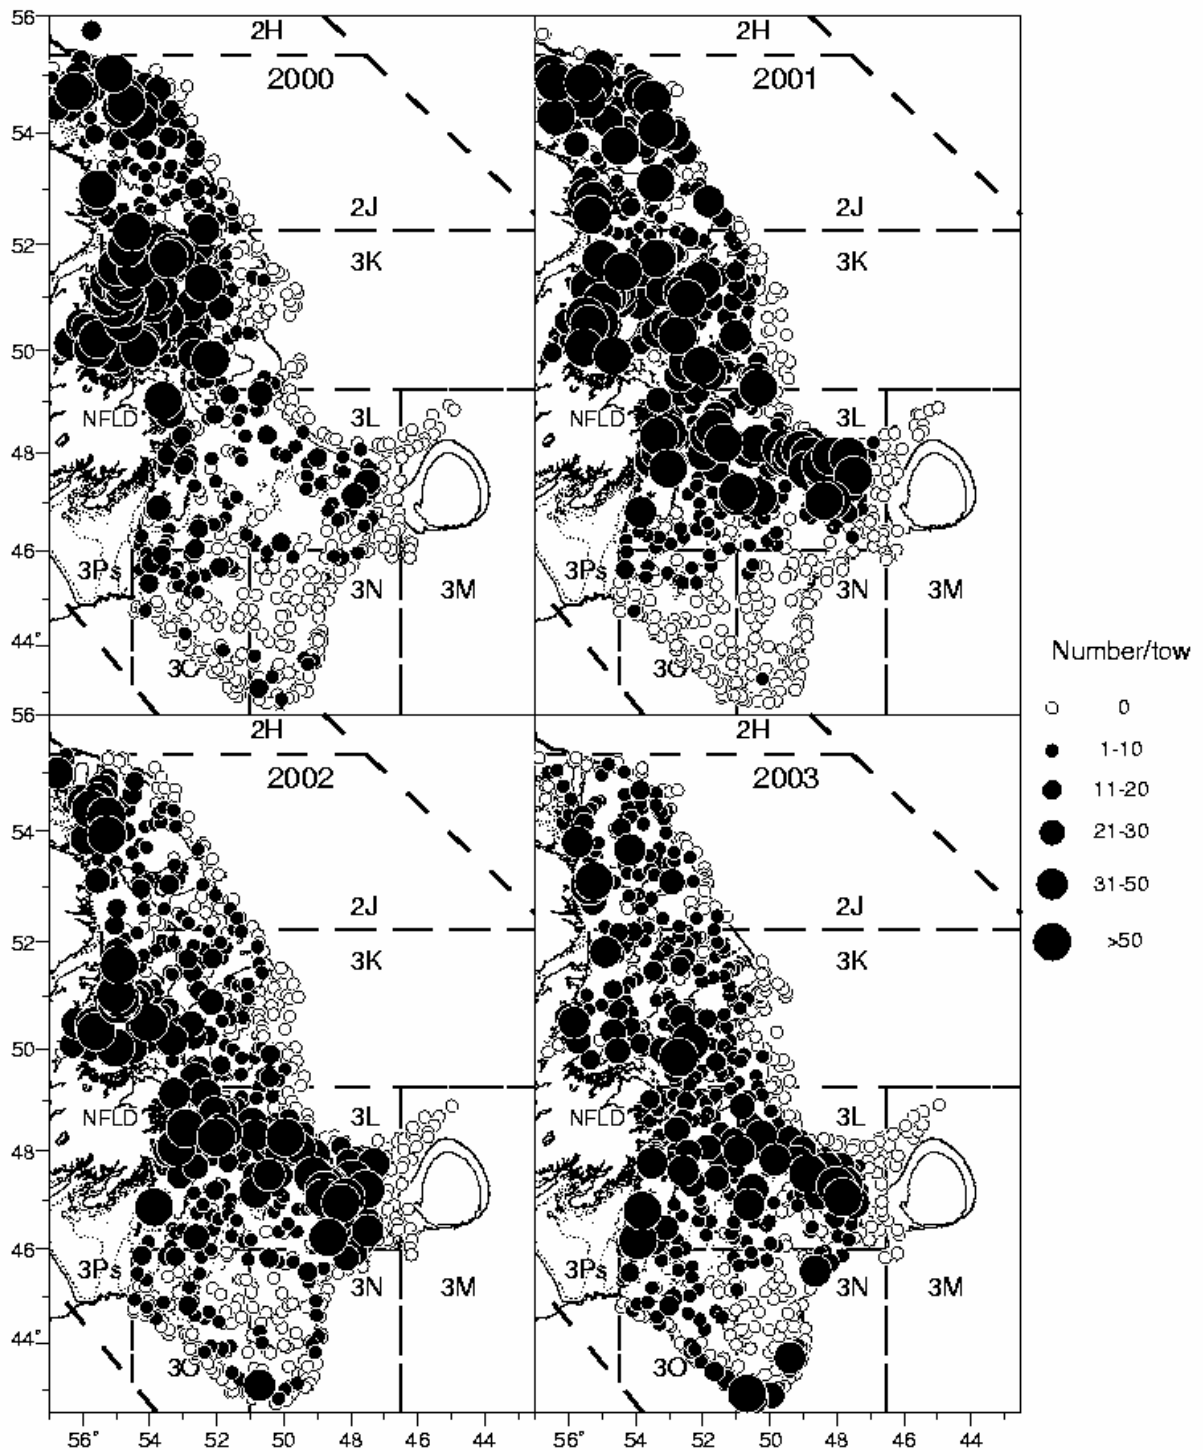 56
2H
2H
2000
2001
54
2J
2J
52
3K
3K
50
NFLD
3L
NFLD
3L
48
46
3Ps
3N
3M
3Ps
3N
3M
44°
3O
3O
Number/tow
0
1-10
11-20
21-30
31-50
>50
56
2H
2H
2002
2003
54
2J
2J
52
3K
3K
50
NFLD
3L
NFLD
3L
48
46
3Ps
3N
3M
3Ps
3N
3M
44°
3O
3O
56° 54 52 50 48 46 44 56° 54 52 50 48 46 44